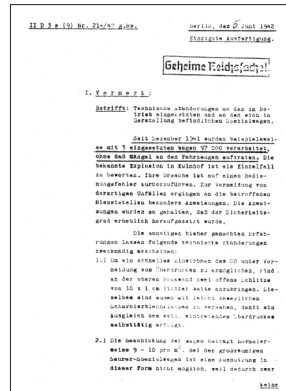 II D 3 a (9) Nr. 214/42 g.Rs.
Berlin, den 5. Juni 1942
Einzigste Ausfertigung.
Geheime Reichssache!
I. Vermerk:
Betrifft: Technische Abänderungen an den im Be-
trieb eingesetzten und an den sich in
Herstellung befindlichen Spezialwagen.
Seit Dezember 1941 wurden beispielswei-
se mit 3 eingesetzten Wagen 97 000 verarbeitet,
ohne daß Mängel an den Fahrzeugen auftraten. Die
bekannte Explosion in Kulmhof ist als Einzelfall
zu bewerten. Ihre Ursache ist auf einen Bedie-
nungsfehler zurückzuführen. Zur Vermeidung von
derartigen Unfällen ergingen an die betroffenen
Dienststellen besondere Anweisungen. Die Anwei-
sungen wurden so gehalten, daß der Sicherheits-
grad erheblich heraufgesetzt wurde.
Die sonstigen bisher gemachten Erfah-
rungen lassen folgende technische Abänderungen
zweckmäßig erscheinen:
1.) Um ein schnelles Einströmen des CO unter Ver-
meidung von Überdrucken zu ermöglichen, sind
an der oberen Rückwand zwei offene Schlitze
von 10 x 1 cm lichter Weite anzubringen. Die-
selben sind außen mit leicht beweglichen
Scharnierblechklappen zu versehen, damit ein
Ausgleich des evtl. eintretenden Überdruckes
selbsttätig erfolgt.
2.) Die Beschickung der Wagen beträgt normaler-
weise 9 - 10 pro m². Bei den großräumigen
Saurer-Spezialwagen ist eine Ausnutzung in
dieser Form nicht möglich, weil dadurch zwar
keine